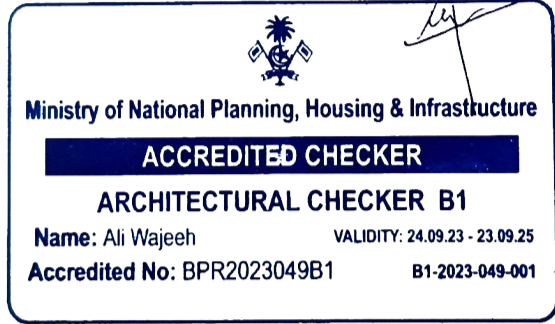 Ministry of National Planning, Housing & Infrastructure
ACCREDITED CHECKER
ARCHITECTURAL CHECKER B1
Name: Ali Wajeeh VALIDITY: 24.09.23 - 23.09.25
Accredited No: BPR2023049B1 B1-2023-049-001